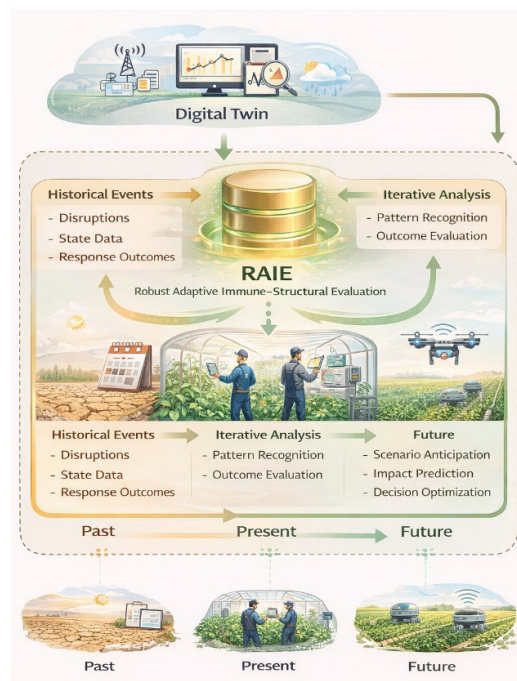 Digital Twin
Historical Events
- Disruptions
- State Data
- Response Outcomes
Iterative Analysis
- Pattern Recognition
- Outcome Evaluation
RAIE
Robust Adaptive Immune–Structural Evaluation
Historical Events
- Disruptions
- State Data
- Response Outcomes
Iterative Analysis
- Pattern Recognition
- Outcome Evaluation
Future
- Scenario Anticipation
- Impact Prediction
- Decision Optimization
Past
Present
Future
Past
Present
Future